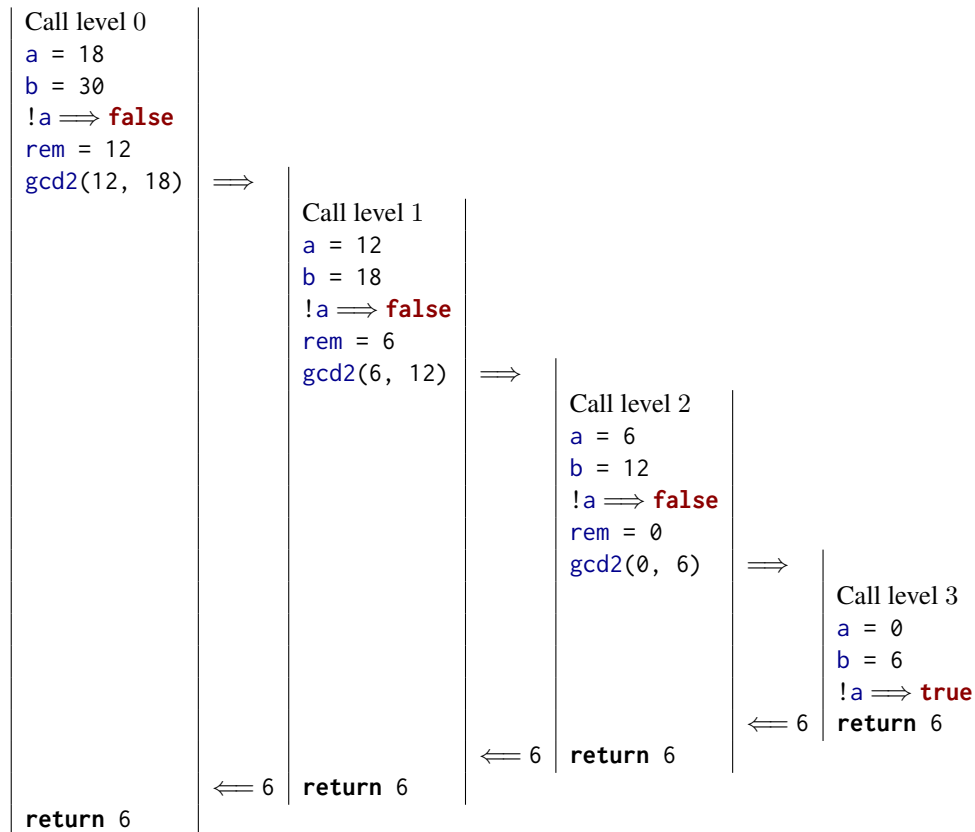 Call level 0
a = 18
b = 30
!a ⟹ false
rem = 12
gcd2(12, 18) ⟹
Call level 1
a = 12
b = 18
!a ⟹ false
rem = 6
gcd2(6, 12) ⟹
Call level 2
a = 6
b = 12
!a ⟹ false
rem = 0
gcd2(0, 6) ⟹
Call level 3
a = 0
b = 6
!a ⟹ true
⟸ 6 return 6
⟸ 6 return 6
⟸ 6 return 6
return 6